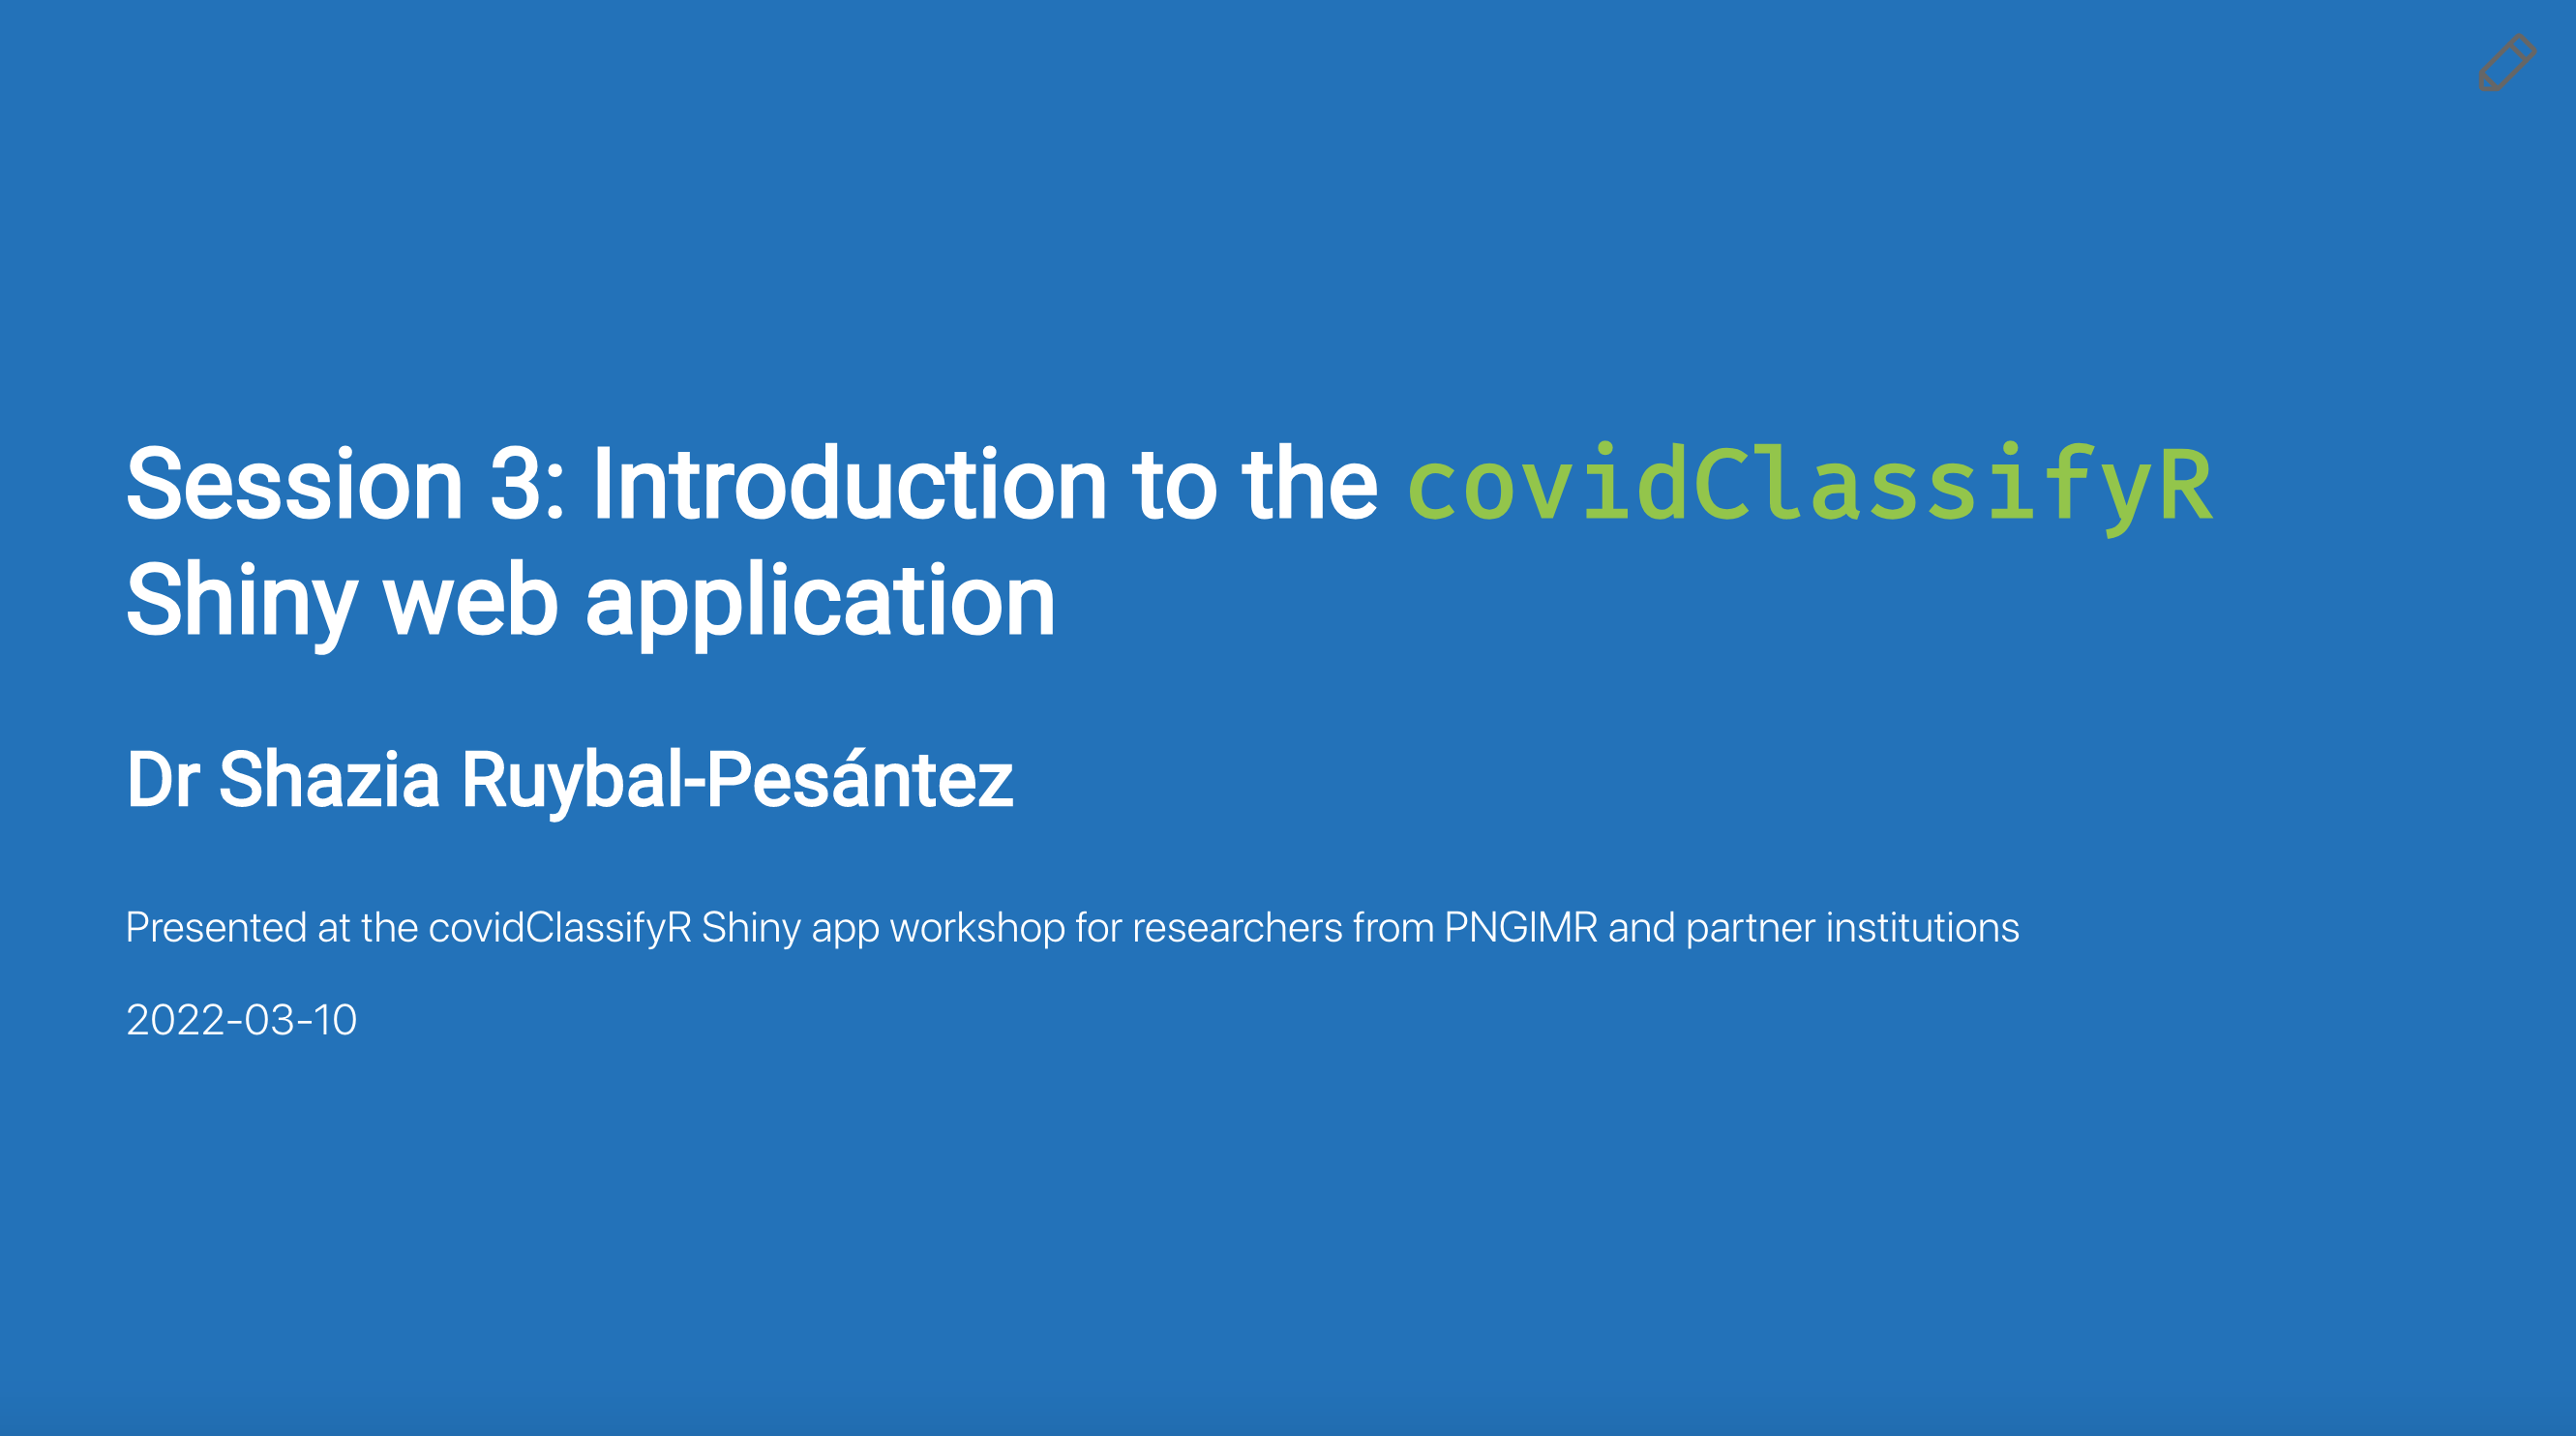 Session 3: Introduction to the covidClassifyR
Shiny web application
Dr Shazia Ruybal-Pesántez
Presented at the covidClassifyR Shiny app workshop for researchers from PNGIMR and partner institutions
2022-03-10